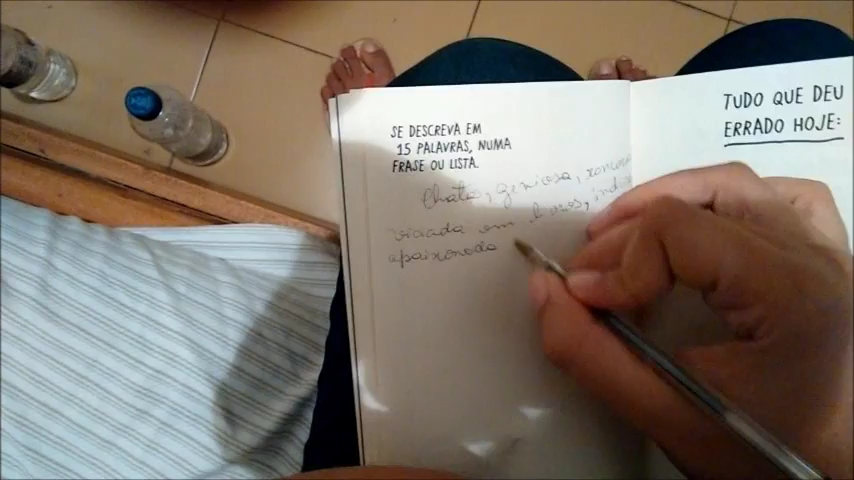 SE DESCREVA EM
15 PALAVRAS, NUMA
FRASE OU LISTA.
Chata, geniosa,
viciada em livros,
apaixonada
TUDO QUE DEU
ERRADO HOJE: